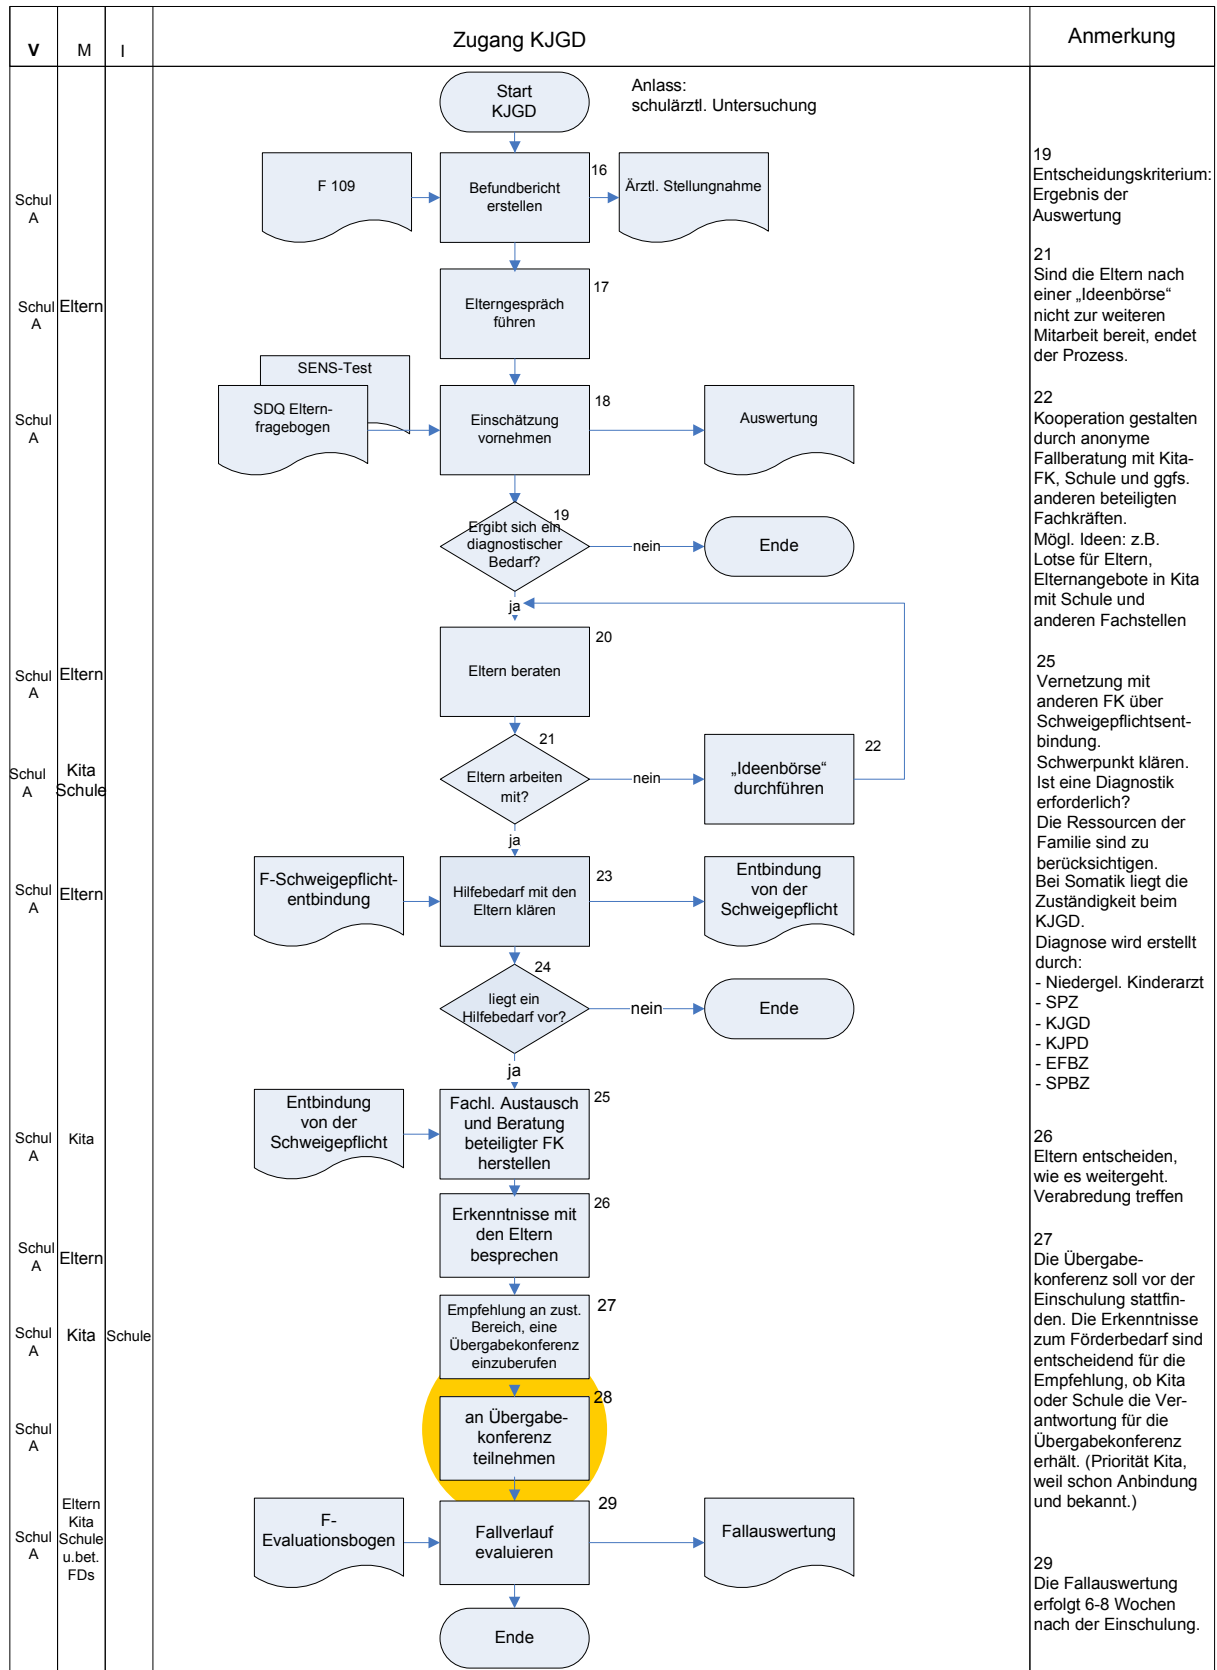 V
M
I
Zugang KJGD
Anmerkung
Start
KJGD
Anlass:
schulärztl. Untersuchung
Schul
A
F 109
Befundbericht
erstellen
16
Ärztl. Stellungnahme
Schul
A
Eltern
Elterngespräch
führen
17
SENS-Test
SDQ Eltern-
fragebogen
Schul
A
Einschätzung
vornehmen
18
Auswertung
19
Ergibt sich ein
diagnostischer
Bedarf?
nein
Ende
ja
Schul
A
Eltern
20
Eltern beraten
Schul
A
Kita
Schule
21
Eltern arbeiten
mit?
nein
„Ideenbörse“
durchführen
22
ja
Schul
A
Eltern
F-Schweigepflicht-
entbindung
Hilfebedarf mit den
Eltern klären
23
Entbindung
von der
Schweigepflicht
24
liegt ein
Hilfebedarf vor?
nein
Ende
ja
Schul
A
Kita
Entbindung
von der
Schweigepflicht
Fachl. Austausch
und Beratung
beteiligter FK
herstellen
25
Schul
A
Eltern
Erkenntnisse mit
den Eltern
besprechen
26
Schul
A
Kita
Schule
Empfehlung an zust.
Bereich, eine
Übergabekonferenz
einzuberufen
27
Schul
A
an Übergabe-
konferenz
teilnehmen
28
Schul
A
Eltern
Kita
Schule
u.bet.
FDs
F-
Evaluationsbogen
Fallverlauf
evaluieren
29
Fallauswertung
Ende
19
Entscheidungskriterium:
Ergebnis der
Auswertung
21
Sind die Eltern nach
einer „Ideenbörse“
nicht zur weiteren
Mitarbeit bereit, endet
der Prozess.
22
Kooperation gestalten
durch anonyme
Fallberatung mit Kita-
FK, Schule und ggfs.
anderen beteiligten
Fachkräften.
Mögl. Ideen: z.B.
Lotse für Eltern,
Elternangebote in Kita
mit Schule und
anderen Fachstellen
25
Vernetzung mit
anderen FK über
Schweigepflichtsent-
bindung.
Schwerpunkt klären.
Ist eine Diagnostik
erforderlich?
Die Ressourcen der
Familie sind zu
berücksichtigen.
Bei Somatik liegt die
Zuständigkeit beim
KJGD.
Diagnose wird erstellt
durch:
- Niedergel. Kinderarzt
- SPZ
- KJGD
- KJPD
- EFBZ
- SPBZ
26
Eltern entscheiden,
wie es weitergeht.
Verabredung treffen
27
Die Übergabe-
konferenz soll vor der
Einschulung stattfin-
den. Die Erkenntnisse
zum Förderbedarf sind
entscheidend für die
Empfehlung, ob Kita
oder Schule die Ver-
antwortung für die
Übergabekonferenz
erhält. (Priorität Kita,
weil schon Anbindung
und bekannt.)
29
Die Fallauswertung
erfolgt 6-8 Wochen
nach der Einschulung.